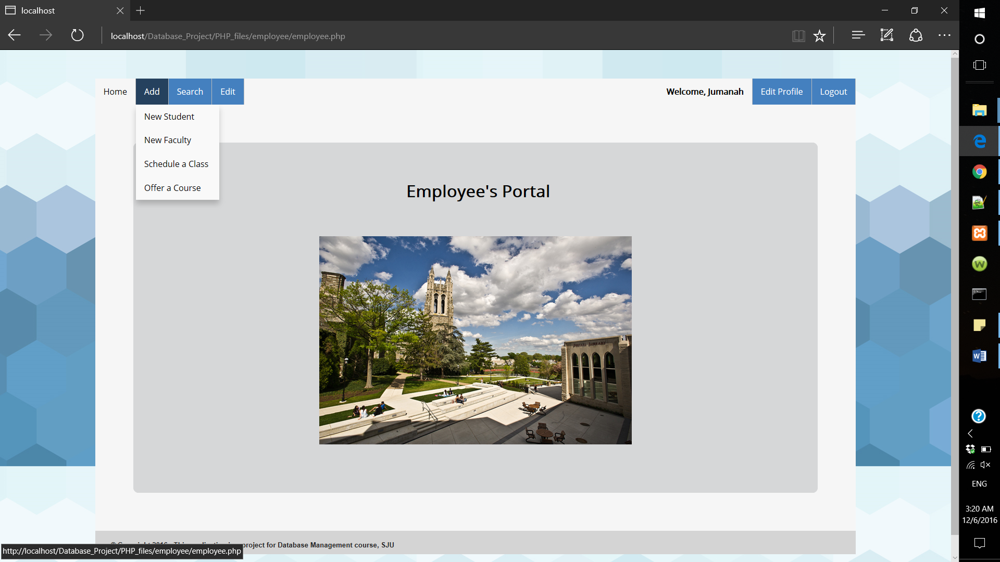 localhost
localhost/Database_Project/PHP_files/employee/employee.php
Home Add Search Edit Welcome, Jumanah Edit Profile Logout
New Student
New Faculty
Schedule a Class
Offer a Course
Employee's Portal
DREXEL LIBRARY
project for Database Management course, SJU
http://localhost/Database_Project/PHP_files/employee/employee.php
ENG
3:20 AM
12/6/2016